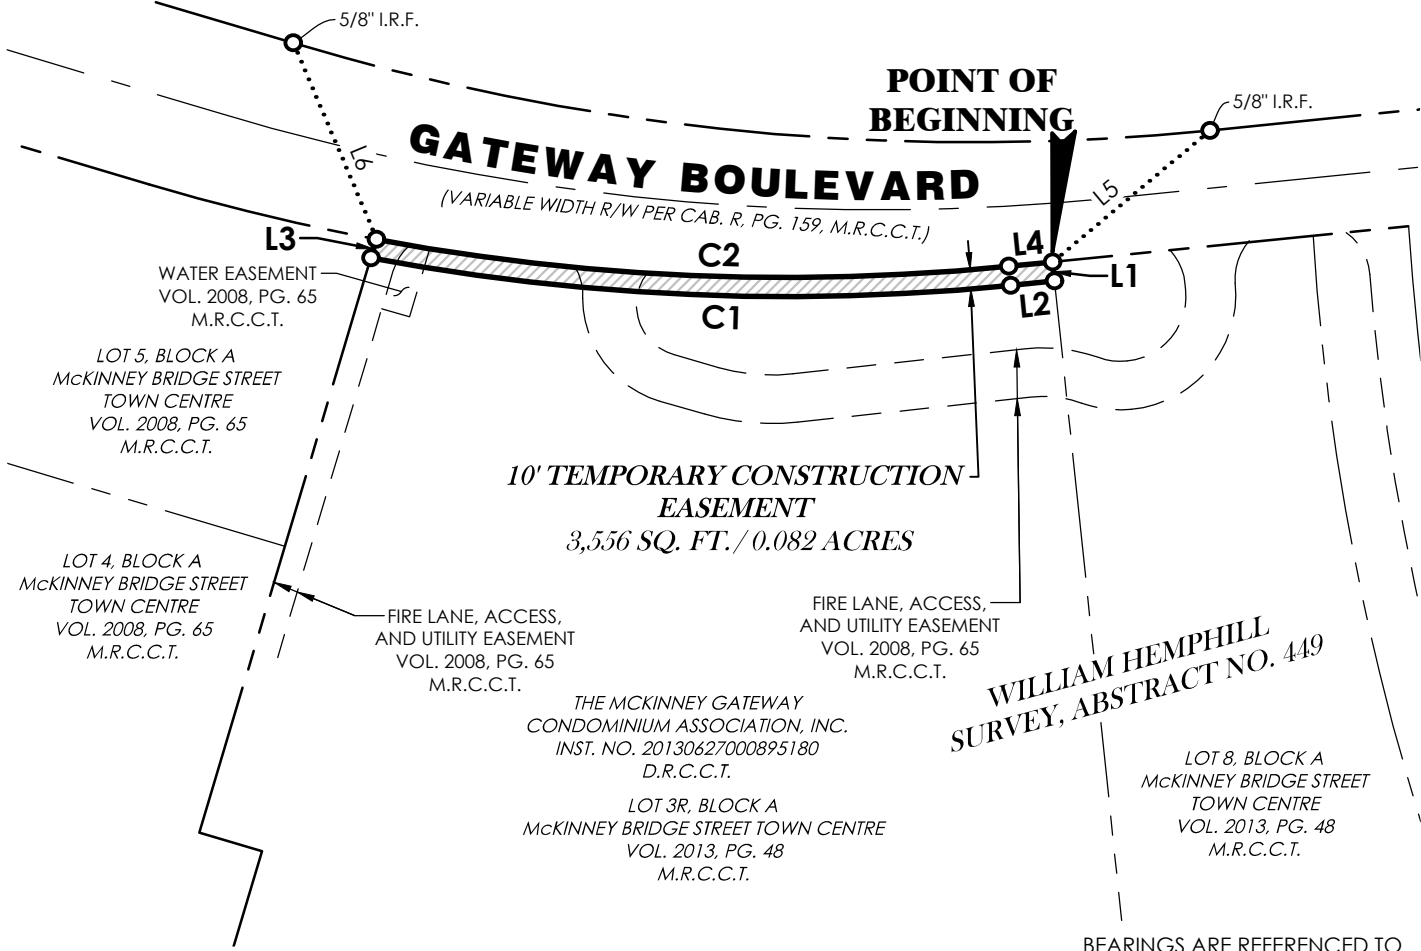 5/8" I.R.F.
POINT OF
BEGINNING
5/8" I.R.F.
L6
GATEWAY BOULEVARD
(VARIABLE WIDTH R/W PER CAB. R, PG. 159, M.R.C.C.T.)
L5
L3
C2
L4
L1
WATER EASEMENT
VOL. 2008, PG. 65
M.R.C.C.T.
C1
L2
LOT 5, BLOCK A
McKINNEY BRIDGE STREET
TOWN CENTRE
VOL. 2008, PG. 65
M.R.C.C.T.
10' TEMPORARY CONSTRUCTION
EASEMENT
3,556 SQ. FT. / 0.082 ACRES
LOT 4, BLOCK A
McKINNEY BRIDGE STREET
TOWN CENTRE
VOL. 2008, PG. 65
M.R.C.C.T.
FIRE LANE, ACCESS,
AND UTILITY EASEMENT
VOL. 2008, PG. 65
M.R.C.C.T.
FIRE LANE, ACCESS,
AND UTILITY EASEMENT
VOL. 2008, PG. 65
M.R.C.C.T.
WILLIAM HEMPHILL
SURVEY, ABSTRACT NO. 449
THE MCKINNEY GATEWAY
CONDOMINIUM ASSOCIATION, INC.
INST. NO. 20130627000895180
D.R.C.C.T.
LOT 3R, BLOCK A
McKINNEY BRIDGE STREET TOWN CENTRE
VOL. 2013, PG. 48
M.R.C.C.T.
LOT 8, BLOCK A
McKINNEY BRIDGE STREET
TOWN CENTRE
VOL. 2013, PG. 48
M.R.C.C.T.
BEARINGS ARE REFERENCED TO